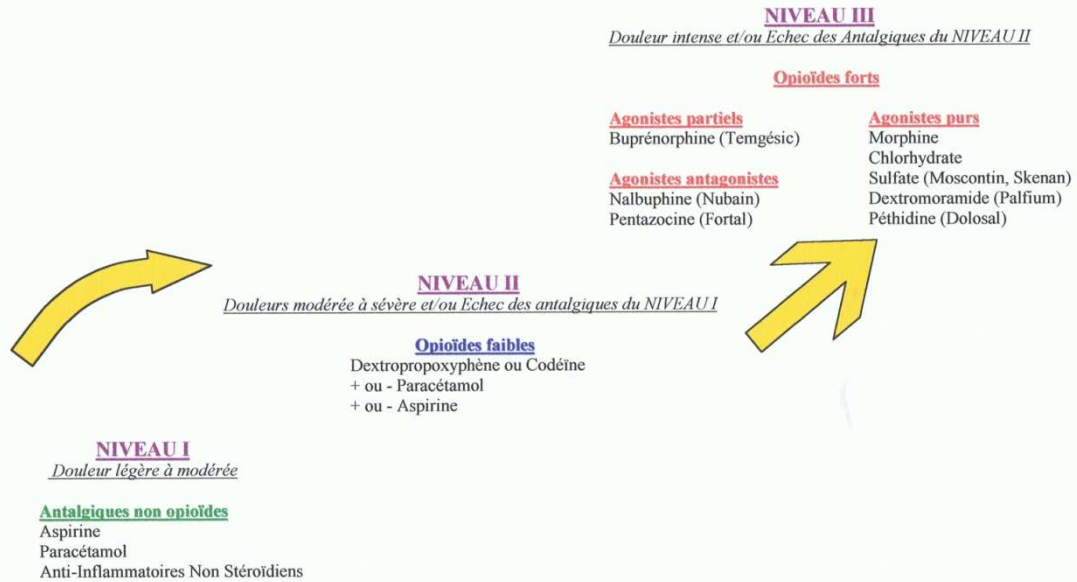 NIVEAU III
Douleur intense et/ou Echec des Antalgiques du NIVEAU II
Opioïdes forts
Agonistes partiels
Buprénorphine (Temgésic)
Agonistes antagonistes
Nalbuphine (Nubain)
Pentazocine (Fortal)
Agonistes purs
Morphine
Chlorhydrate
Sulfate (Moscontin, Skenan)
Dextromoramide (Palfium)
Péthidine (Dolosal)
NIVEAU II
Douleurs modérée à sévère et/ou Echec des antalgiques du NIVEAU I
Opioïdes faibles
Dextropropoxyphène ou Codéïne
+ ou - Paracétamol
+ ou - Aspirine
NIVEAU I
Douleur légère à modérée
Antalgiques non opioïdes
Aspirine
Paracétamol
Anti-Inflammatoires Non Stéroïdiens